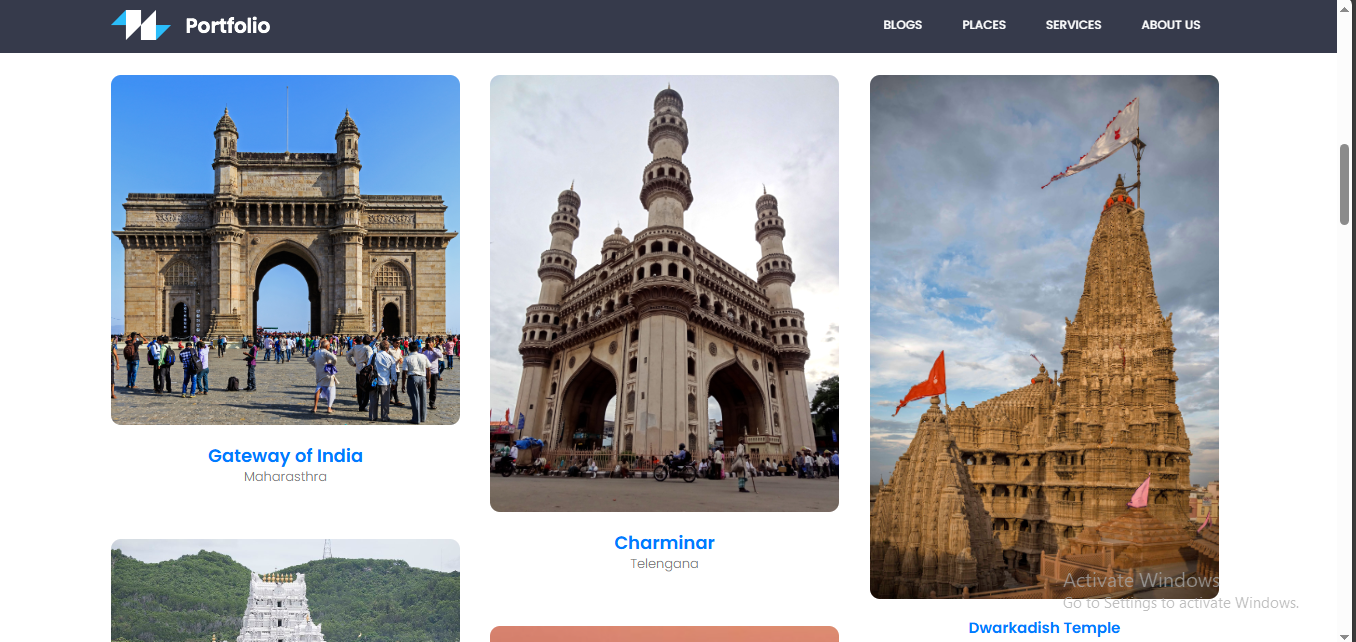 Portfolio
BLOGS PLACES SERVICES ABOUT US
Gateway of India
Maharasthra
Charminar
Telengana
Activate Windows
Go to Settings to activate Windows.
Dwarkadish Temple